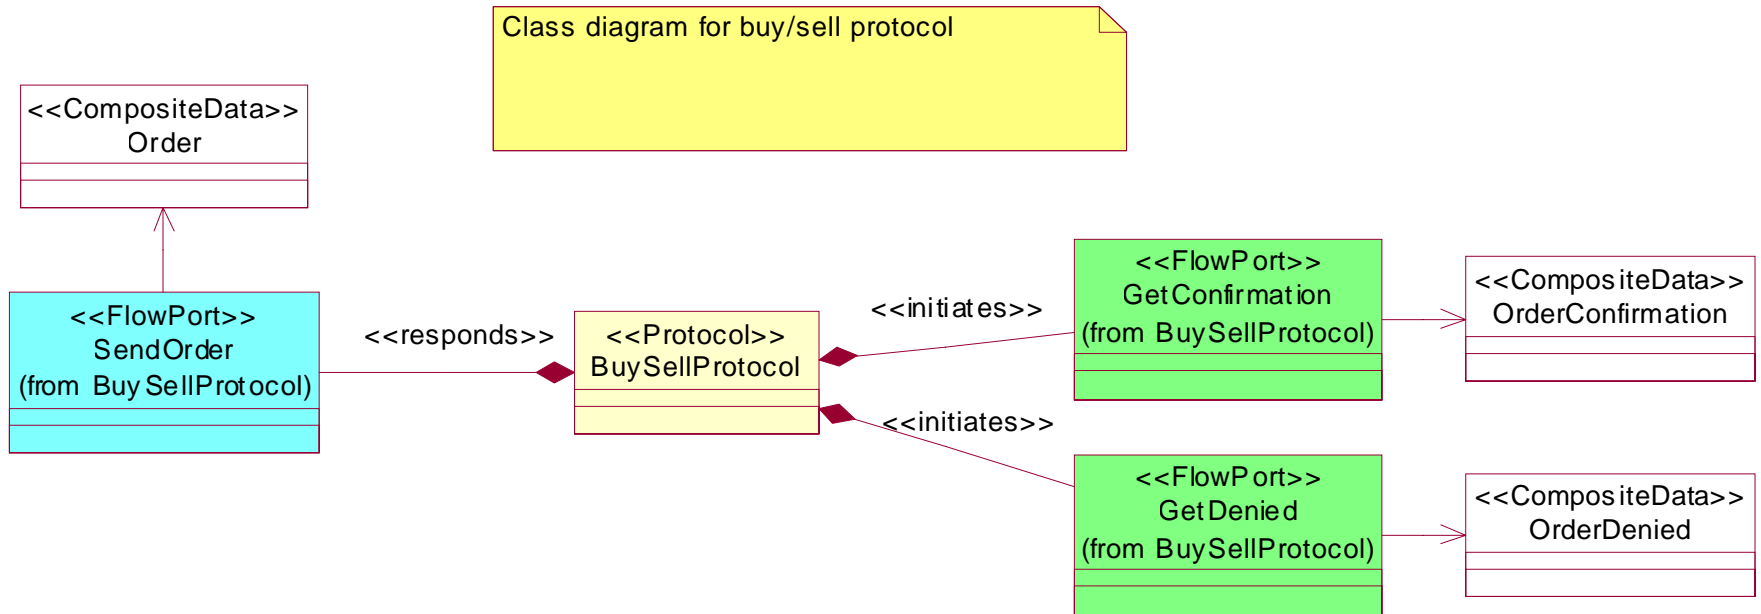 Class diagram for buy/sell protocol
<<CompositeData>>
Order
<<FlowPort>>
SendOrder
(from BuySellProtocol)
<<responds>>
<<Protocol>>
BuySellProtocol
<<initiates>>
<<initiates>>
<<FlowPort>>
GetConfirmation
(from BuySellProtocol)
<<CompositeData>>
OrderConfirmation
<<FlowPort>>
GetDenied
(from BuySellProtocol)
<<CompositeData>>
OrderDenied